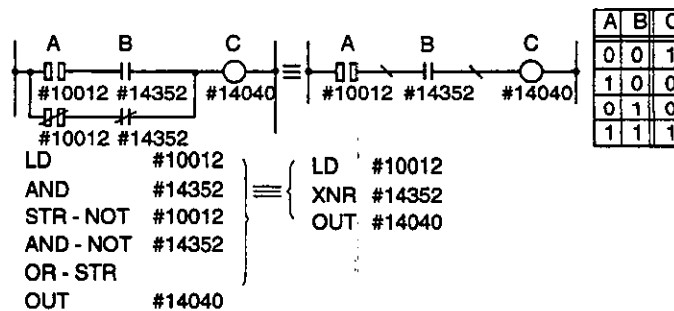 A B C A B C
#10012 #14352 #14040 ≡ #10012 #14352 #14040
#10012 #14352
A B C
0 0 1
1 0 0
0 1 0
1 1 1
LD #10012
AND #14352
STR - NOT #10012
AND - NOT #14352
OR - STR
OUT #14040
≡
LD #10012
XNR #14352
OUT #14040